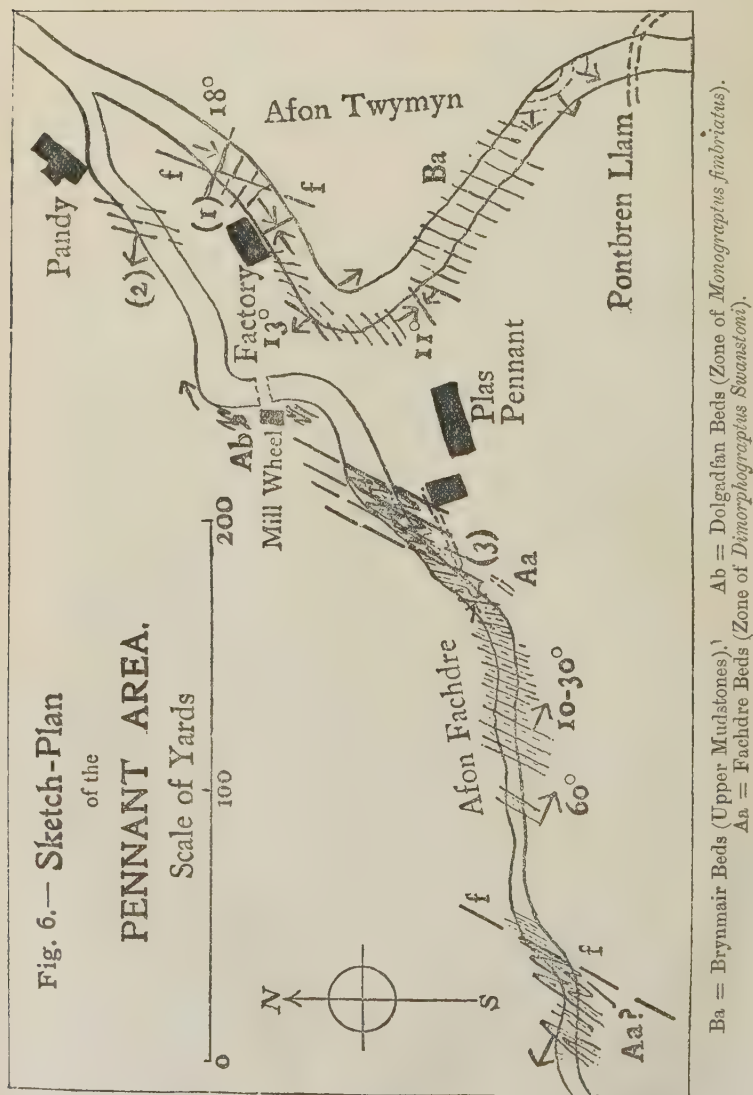 Fig. 6.— Sketch-Plan
of the
PENNANT AREA.
Scale of Yards
0
100
200
N
S
Pandy
(2)
f
18°
(1)
f
Afon Twymyn
Factory
13°
Ab
Mill Wheel
11°
Ba
Plas
Pennant
Pontbren Llam
(3)
Aa
Afon Fachdre
10-30°
60°
f
f
Aa?
Ba = Brynmair Beds (Upper Mudstones).¹ Ab = Dolgadfan Beds (Zone of Monograptus fimbriatus).
Aa = Fachdre Beds (Zone of Dimorphograptus Swanstoni).